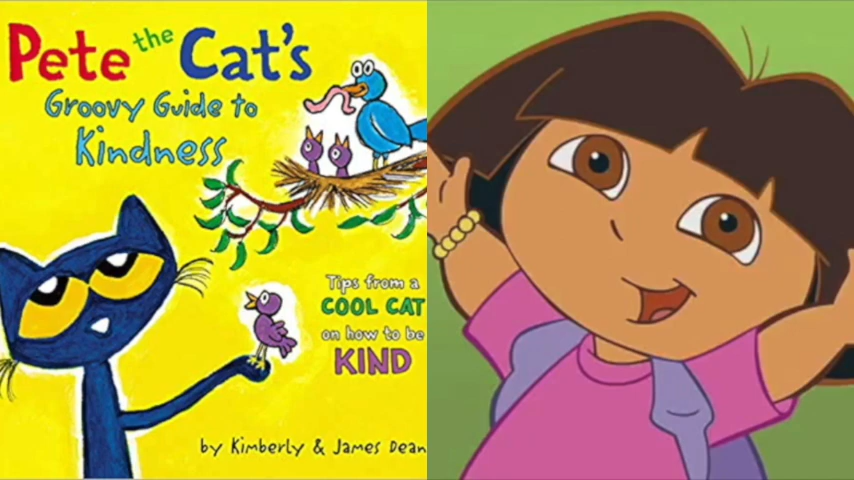 Pete the Cat's
Groovy Guide to
Kindness
Tips from a
COOL CAT
on how to be
KIND
by Kimberly & James Dean